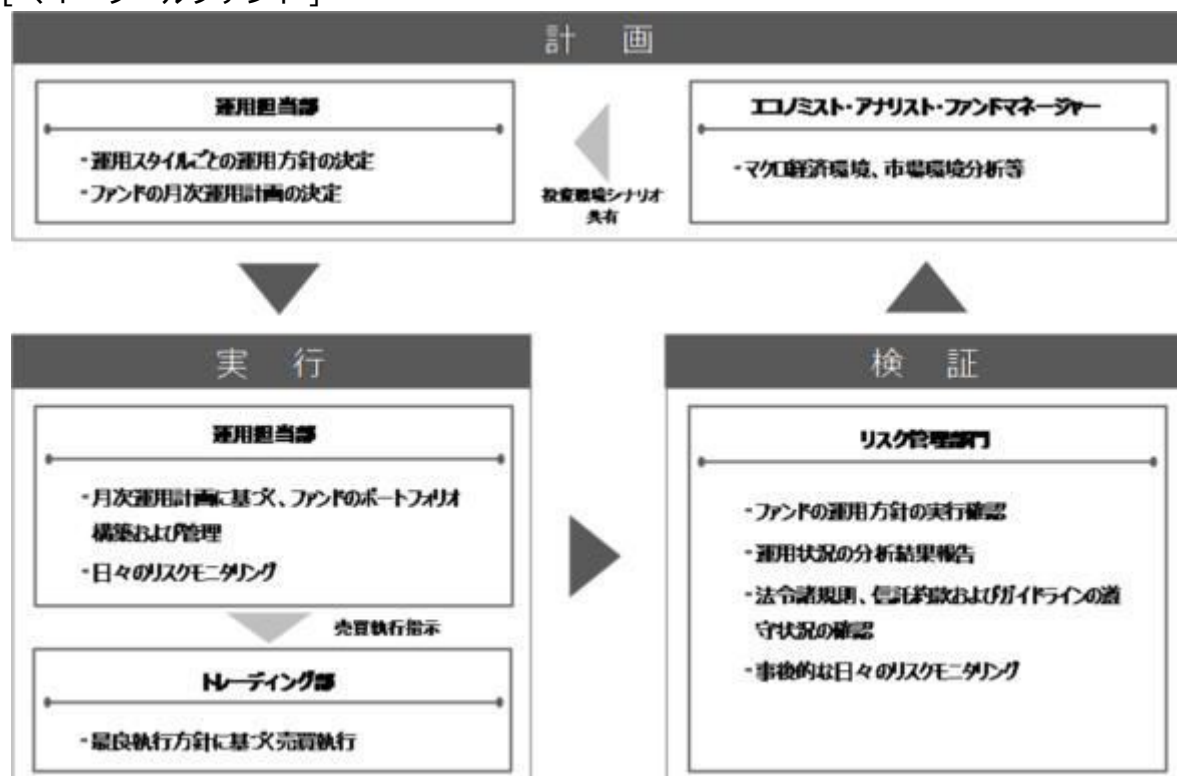 計 画
運用担当部
・運用スタイルごとの運用方針の決定
・ファンドの月次運用計画の決定
投資環境シナリオ
共有
エコノミスト・アナリスト・ファンドマネージャー
・マクロ経済環境、市場環境分析等
実 行
運用担当部
・月次運用計画に基づく、ファンドのポートフォリオ
構築および管理
・日々のリスクモニタリング
売買執行指示
トレーディング部
・最良執行方針に基づく売買執行
検 証
リスク管理部門
・ファンドの運用方針の実行確認
・運用状況の分析結果報告
・法令諸規則、信託約款およびガイドラインの遵
守状況の確認
・事後的な日々のリスクモニタリング